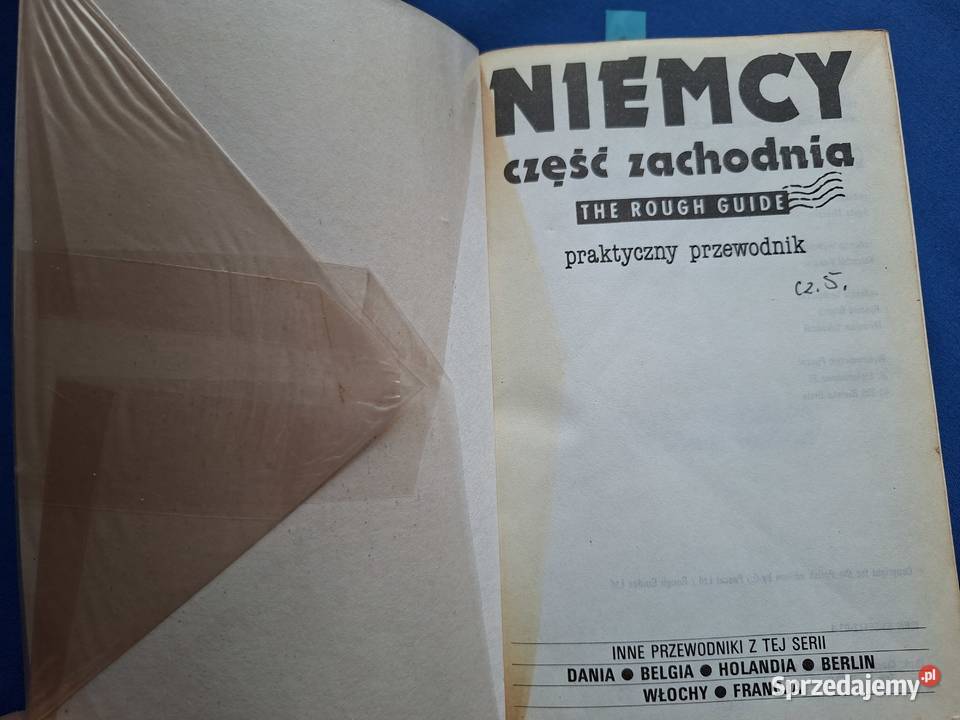 NIEMCY
część zachodnia
THE ROUGH GUIDE
praktyczny przewodnik
cz. 5.
INNE PRZEWODNIKI Z TEJ SERII
DANIA ● BELGIA ● HOLANDIA ● BERLIN
WŁOCHY ●
Sprzedajemy.pl